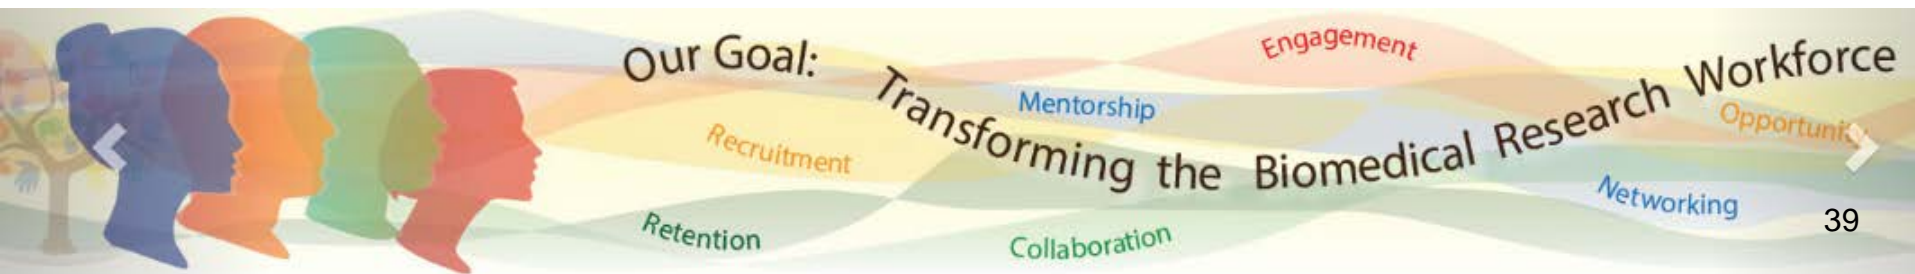 Our Goal: Transforming the Biomedical Research Workforce
Engagement
Mentorship
Recruitment
Networking
Retention
Collaboration
39